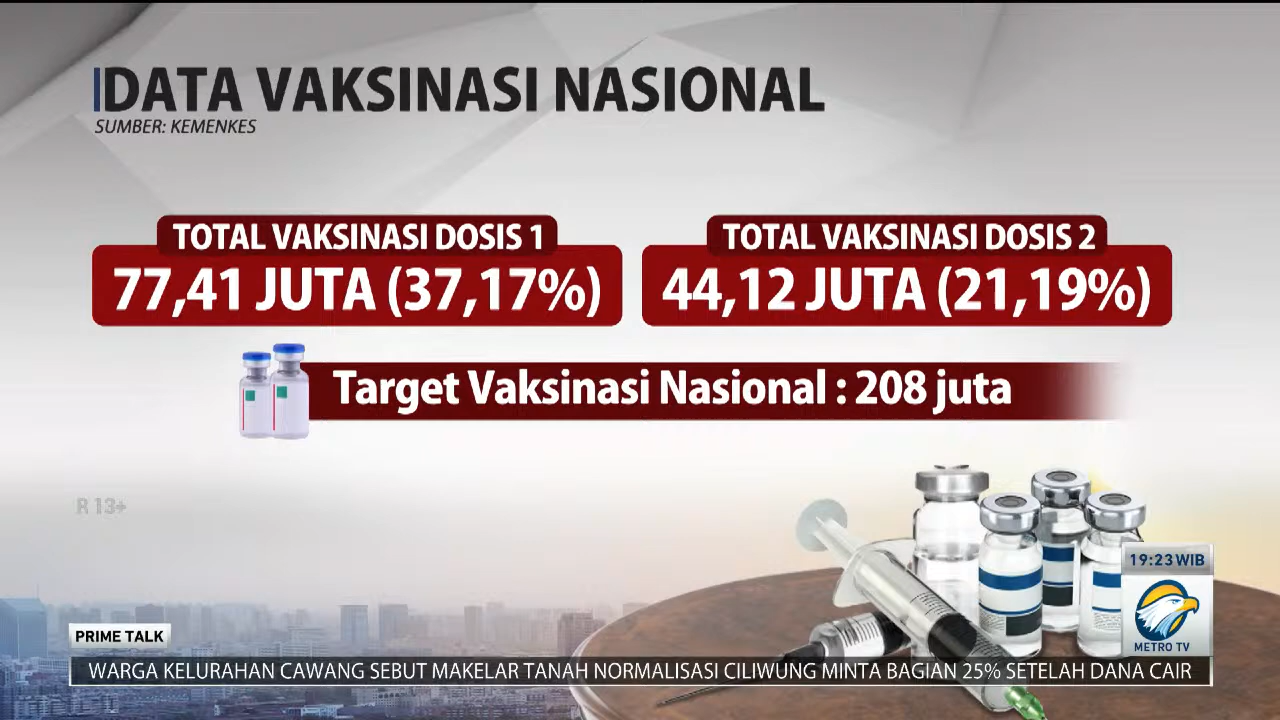 DATA VAKSINASI NASIONAL
SUMBER: KEMENKES
TOTAL VAKSINASI DOSIS 1
77,41 JUTA (37,17%)
TOTAL VAKSINASI DOSIS 2
44,12 JUTA (21,19%)
Target Vaksinasi Nasional : 208 juta
R 13+
19:23 WIB
METRO TV
PRIME TALK
WARGA KELURAHAN CAWANG SEBUT MAKELAR TANAH NORMALISASI CILIWUNG MINTA BAGIAN 25% SETELAH DANA CAIR